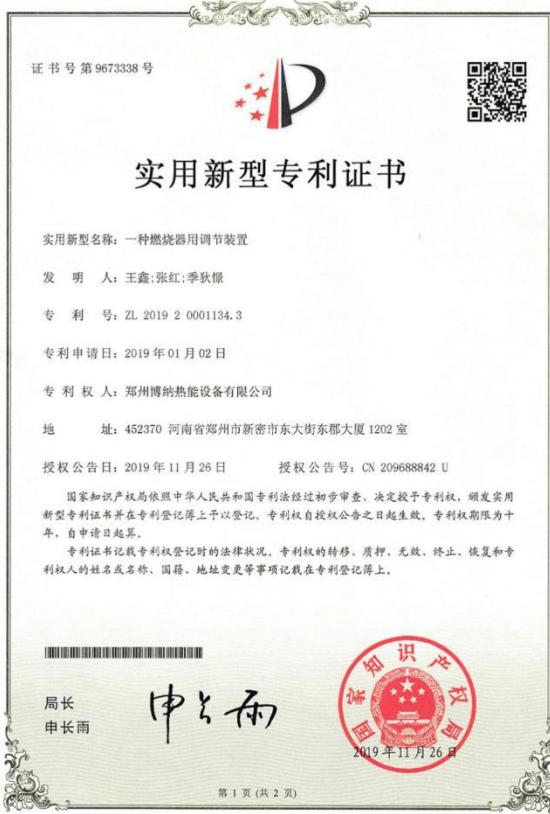 证书号第9673338号
实用新型专利证书
实用新型名称：一种燃烧器用调节装置
发明人：王鑫;张红;季狄憬
专利号：ZL 2019 2 0001134.3
专利申请日：2019年01月02日
专利权人：郑州博纳热能设备有限公司
地址：452370 河南省郑州市新密市东大街东郡大厦1202室
授权公告日：2019年11月26日 授权公告号：CN 209688842 U
国家知识产权局依照中华人民共和国专利法经过初步审查，决定授予专利权，颁发实用
新型专利证书并在专利登记簿上予以登记。专利权自授权公告之日起生效。专利权期限为十
年，自申请日起算。
专利证书记载专利权登记时的法律状况。专利权的转移、质押、无效、终止、恢复和专
利权人的姓名或名称、国籍、地址变更等事项记载在专利登记簿上。
局长
申长雨
申长雨
国家知识产权局
2019年11月26日
第1页(共2页)